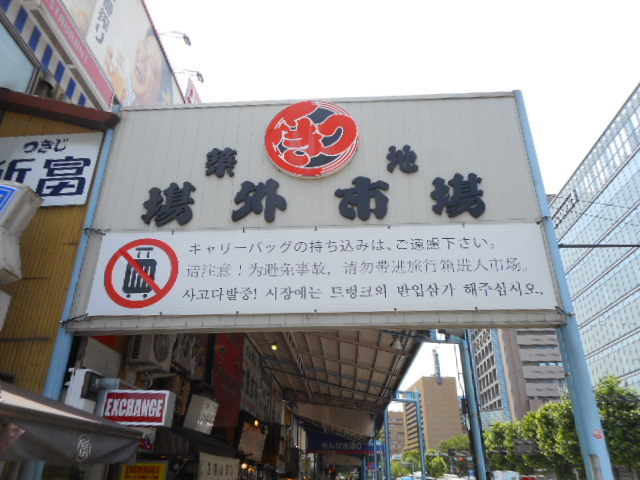 築地
場外市場
キャリーバッグの持ち込みは、ご遠慮下さい。
请注意！为避免事故，请勿带进旅行箱进人市场。
사고다발중! 시장에는 트렁크의 반입삼가 해주십시오.
つきじ
EXCHANGE
EXCHANGE